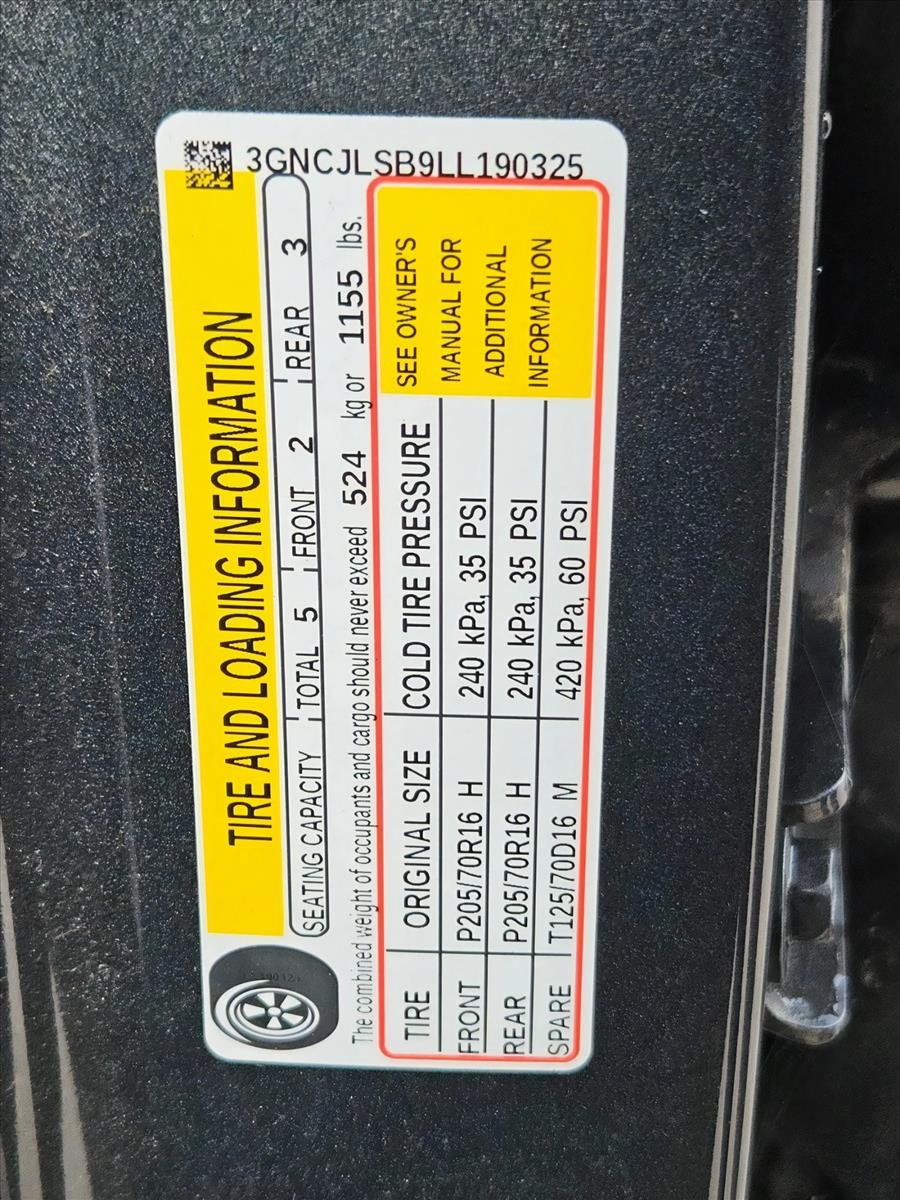 3GNCJLSB9LL190325
TIRE AND LOADING INFORMATION
SEATING CAPACITY TOTAL 5 FRONT 2 REAR 3
The combined weight of occupants and cargo should never exceed 524 kg or 1155 lbs.
TIRE ORIGINAL SIZE COLD TIRE PRESSURE
FRONT P205/70R16 H 240 kPa, 35 PSI
REAR P205/70R16 H 240 kPa, 35 PSI
SPARE T125/70D16 M 420 kPa, 60 PSI
SEE OWNER'S
MANUAL FOR
ADDITIONAL
INFORMATION